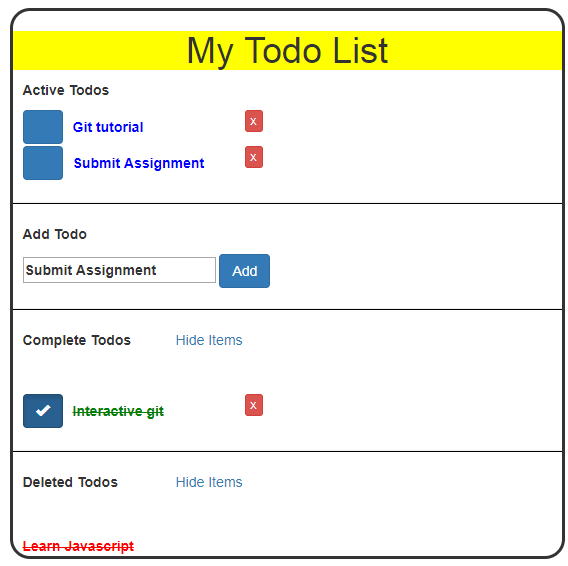 My Todo List
Active Todos
Git tutorial x
Submit Assignment x
Add Todo
Submit Assignment Add
Complete Todos Hide Items
Interactive git x
Deleted Todos Hide Items
Learn Javascript